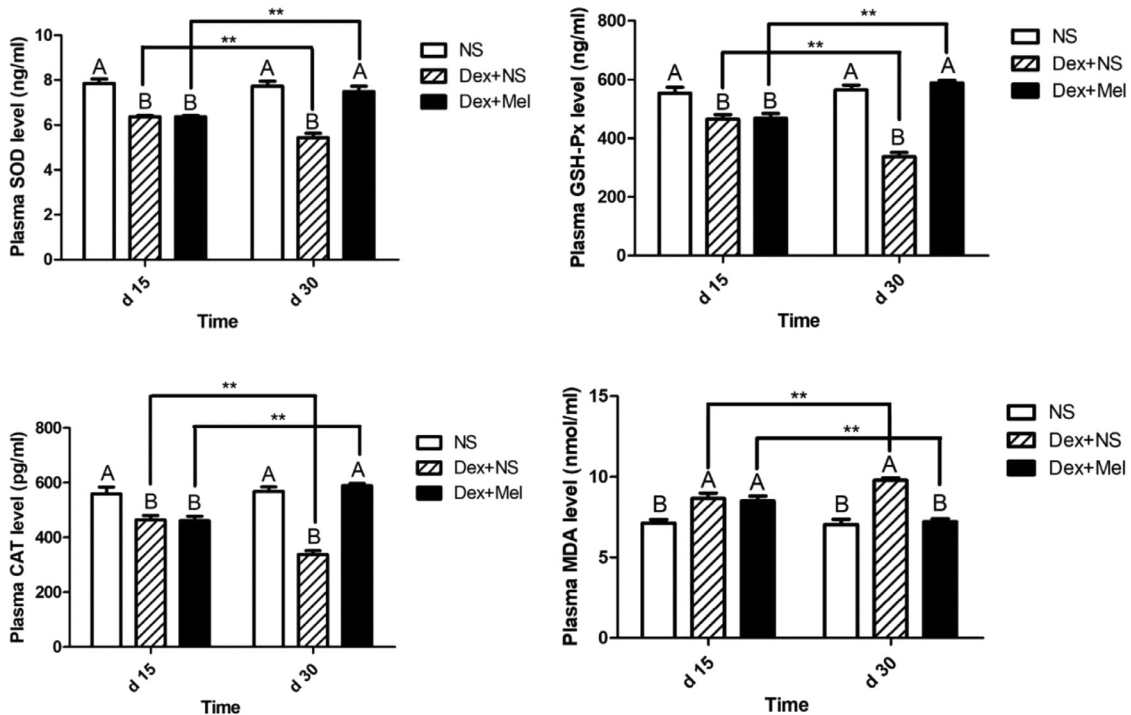 Plasma SOD level (ng/ml)
10
8
6
4
2
0
A
B
B
A
B
A
**
**
d 15
d 30
Time
NS
Dex+NS
Dex+Mel
Plasma GSH-Px level (ng/ml)
800
600
400
200
0
A
B
B
A
B
A
**
**
d 15
d 30
Time
NS
Dex+NS
Dex+Mel
Plasma CAT level (pg/ml)
800
600
400
200
0
A
B
B
A
B
A
**
**
d 15
d 30
Time
NS
Dex+NS
Dex+Mel
Plasma MDA level (nmol/ml)
15
10
5
0
B
A
A
B
A
B
**
**
d 15
d 30
Time
NS
Dex+NS
Dex+Mel